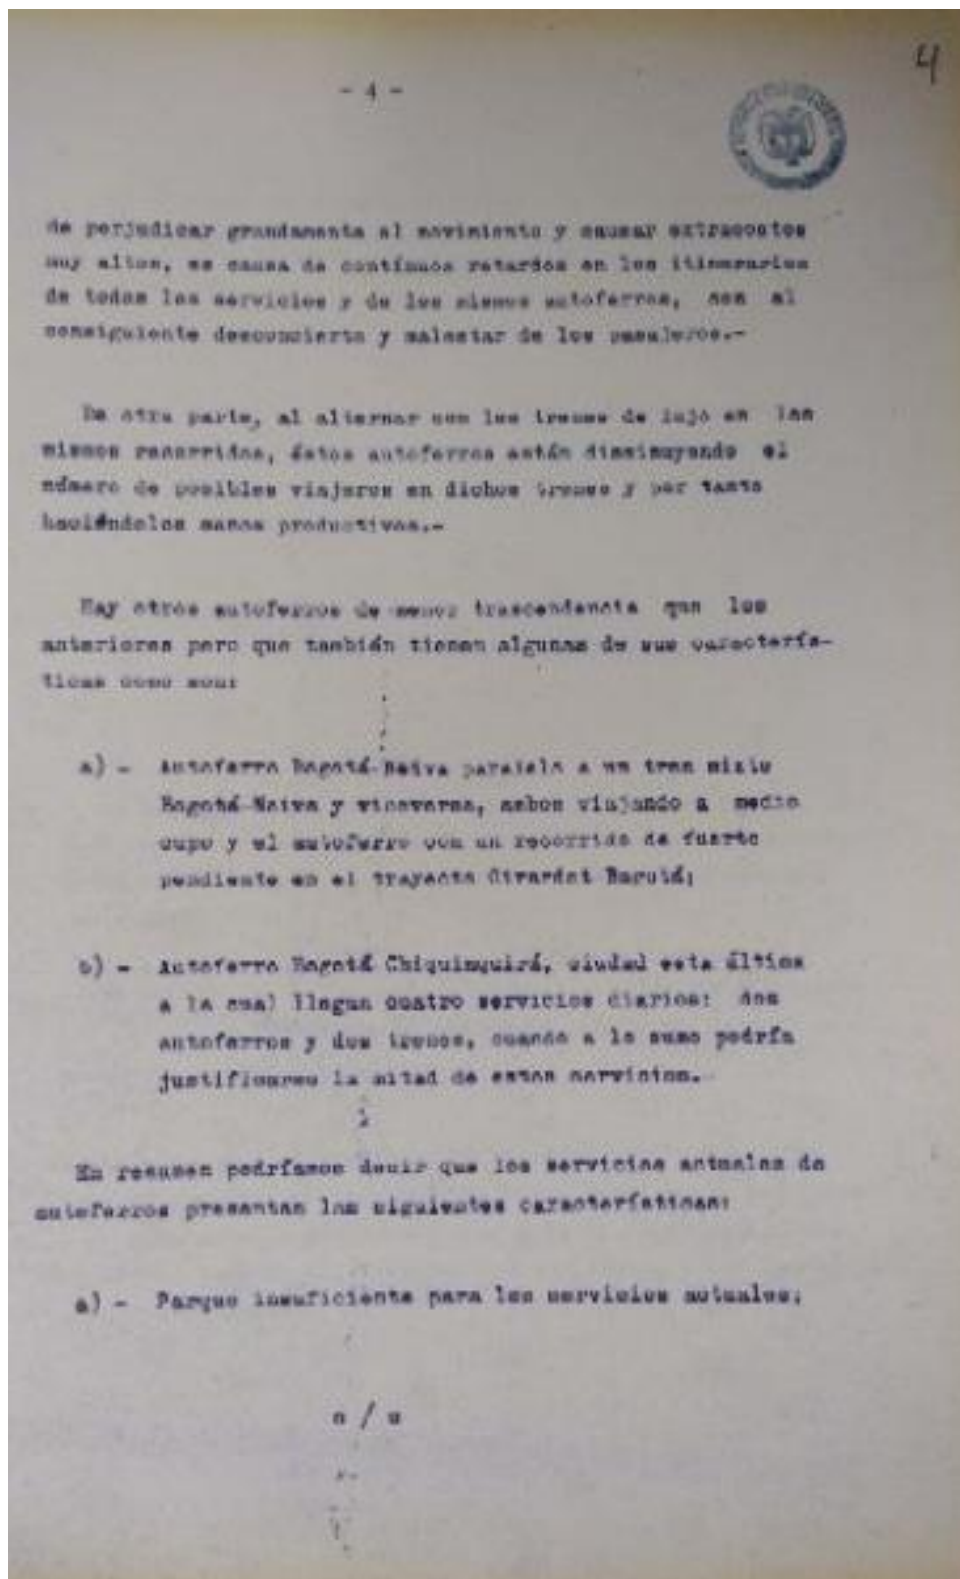 4
- 4 -
de perjudicar grandamenta al movimiento y causar extracostos
muy altos, es causa de contínuos retardos en los itinerarios
de todos los servicios y de los mismos autoferros, con al
consiguiente desconcierto y malestar de los pasajeros.-
De otra parte, al alternar con los trenes de lujo en los
mismos recorridos, éstos autoferros están disminuyendo el
número de posibles viajeros en dichos trenes y por tanto
haciéndolos menos productivos.-
Hay otros autoferros de menor trascendencia que los
anteriores pero que también tienen algunas de sus caracterís-
ticas como son:
a) - Autoferro Bogotá-Neiva paralelo a un tren mixto
Bogotá-Neiva y viceversa, ambos viajando a medio
cupo y el autoferro con un recorrido de fuerte
pendiente en el trayecto Girardot
b) - Autoferro Bogotá Chiquinquirá, ciudad esta última
a la cual llegan cuatro servicios diarios: dos
autoferros y dos trenes, cuando a lo sumo podría
justificarse la mitad de estos servicios.-
En resumen podríamos decir que los servicios actuales de
autoferros presentan las siguientes características:
a) - Parque insuficiente para los servicios actuales;